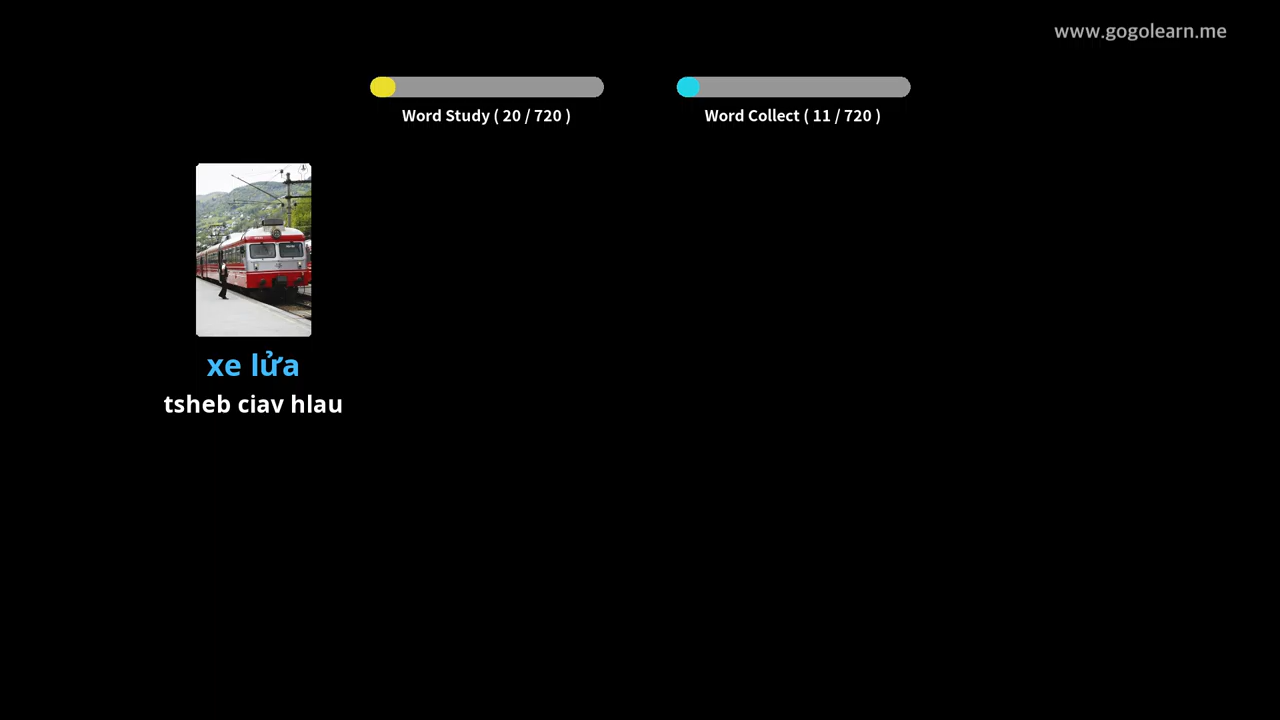 www.gogolearn.me
Word Study ( 20 / 720 )
Word Collect ( 11 / 720 )
xe lửa
tsheb ciav hlau